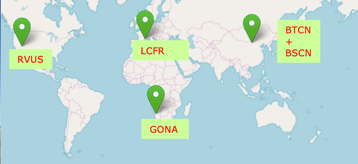 RVUS
LCFR
BTCN
+
BSCN
GONA